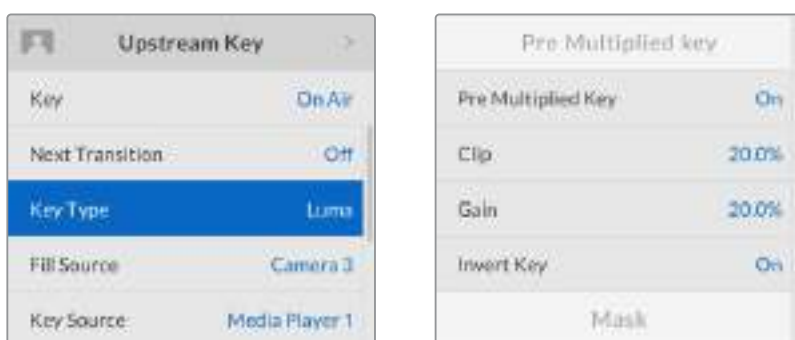 Upstream Key >
Key On Air
Next Transition Off
Key Type Luma
Fill Source Camera 3
Key Source Media Player 1
Pre Multiplied key
Pre Multiplied Key On
Clip 20.0%
Gain 20.0%
Invert Key On
Mask